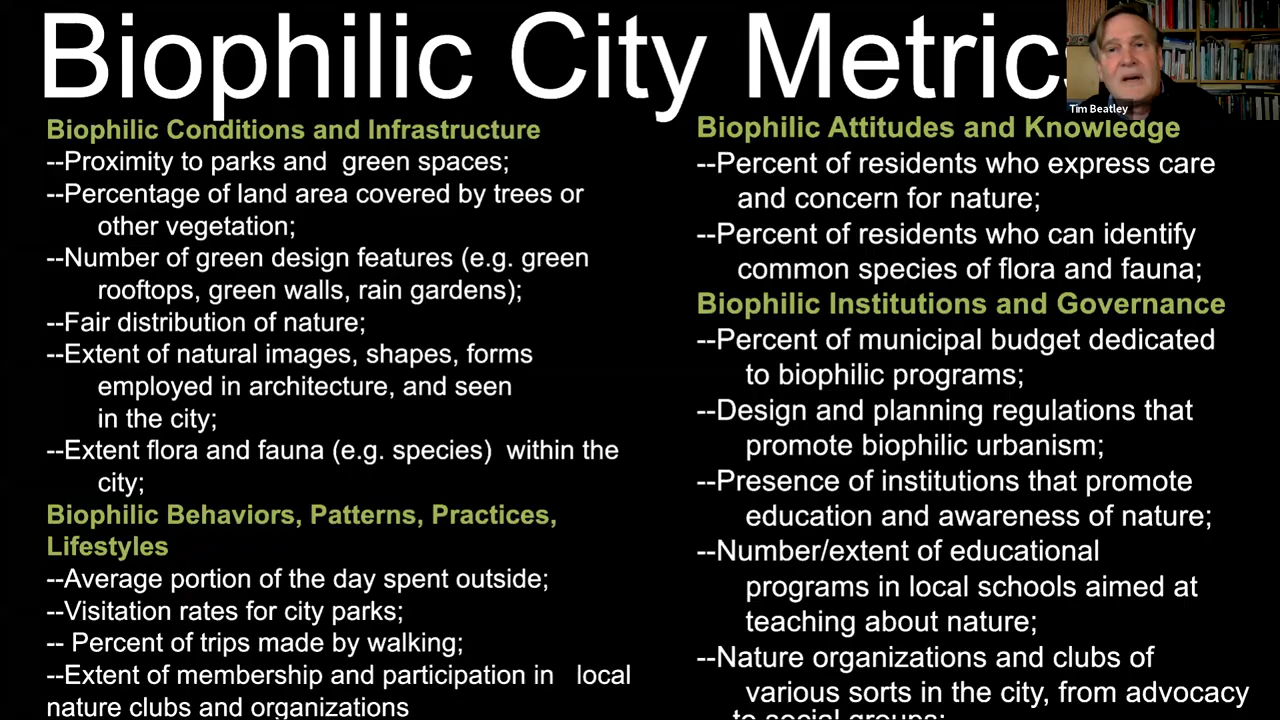 Biophilic City Metrics
Tim Beatley
Biophilic Conditions and Infrastructure
--Proximity to parks and green spaces;
--Percentage of land area covered by trees or
other vegetation;
--Number of green design features (e.g. green
rooftops, green walls, rain gardens);
--Fair distribution of nature;
--Extent of natural images, shapes, forms
employed in architecture, and seen
in the city;
--Extent flora and fauna (e.g. species) within the
city;
Biophilic Behaviors, Patterns, Practices,
Lifestyles
--Average portion of the day spent outside;
--Visitation rates for city parks;
-- Percent of trips made by walking;
--Extent of membership and participation in local
nature clubs and organizations
Biophilic Attitudes and Knowledge
--Percent of residents who express care
and concern for nature;
--Percent of residents who can identify
common species of flora and fauna;
Biophilic Institutions and Governance
--Percent of municipal budget dedicated
to biophilic programs;
--Design and planning regulations that
promote biophilic urbanism;
--Presence of institutions that promote
education and awareness of nature;
--Number/extent of educational
programs in local schools aimed at
teaching about nature;
--Nature organizations and clubs of
various sorts in the city, from advocacy
to social groups;